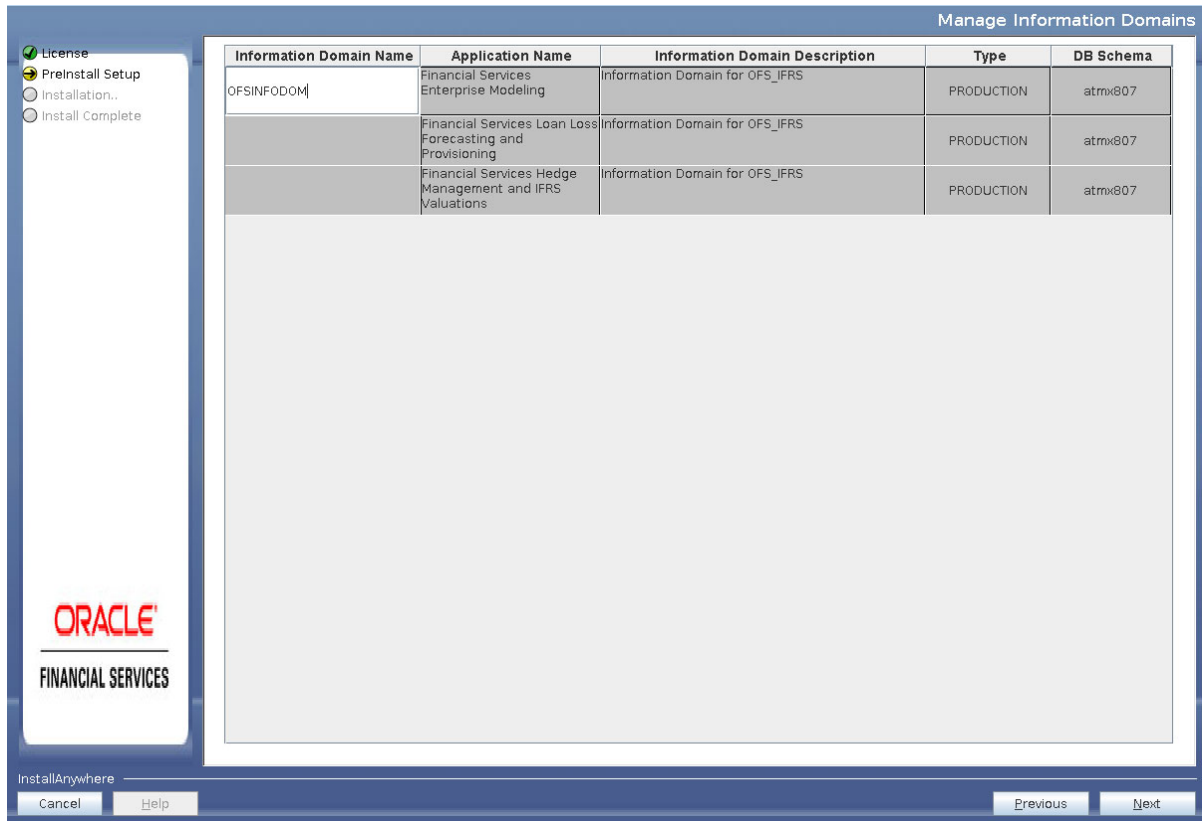 Manage Information Domains
License
PreInstall Setup
Installation..
Install Complete
Information Domain Name Application Name Information Domain Description Type DB Schema
OFSINFODOM Financial Services Information Domain for OFS_IFRS PRODUCTION atmx807
Enterprise Modeling
Financial Services Loan Loss Information Domain for OFS_IFRS PRODUCTION atmx807
Forecasting and
Provisioning
Financial Services Hedge Information Domain for OFS_IFRS PRODUCTION atmx807
Management and IFRS
Valuations
ORACLE
FINANCIAL SERVICES
InstallAnywhere
Cancel Help Previous Next